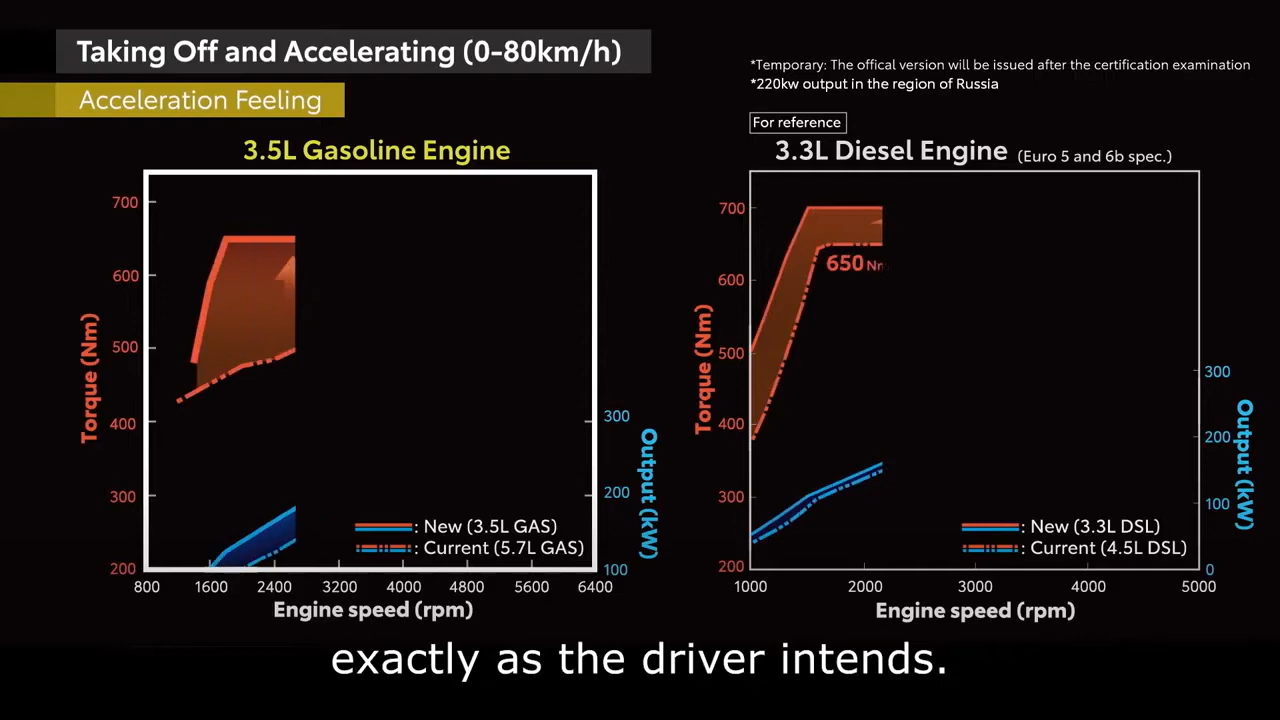 Taking Off and Accelerating (0-80km/h)
Acceleration Feeling
*Temporary: The offical version will be issued after the certification examination
*220kw output in the region of Russia
For reference
3.5L Gasoline Engine
700
600
500
400
300
200
Torque (Nm)
300
200
100
Output (kW)
: New (3.5L GAS)
: Current (5.7L GAS)
800 1600 2400 3200 4000 4800 5600 6400
Engine speed (rpm)
3.3L Diesel Engine (Euro 5 and 6b spec.)
700
600
500
400
300
200
Torque (Nm)
650
300
200
100
0
Output (kW)
: New (3.3L DSL)
: Current (4.5L DSL)
1000 2000 3000 4000 5000
Engine speed (rpm)
exactly as the driver intends.